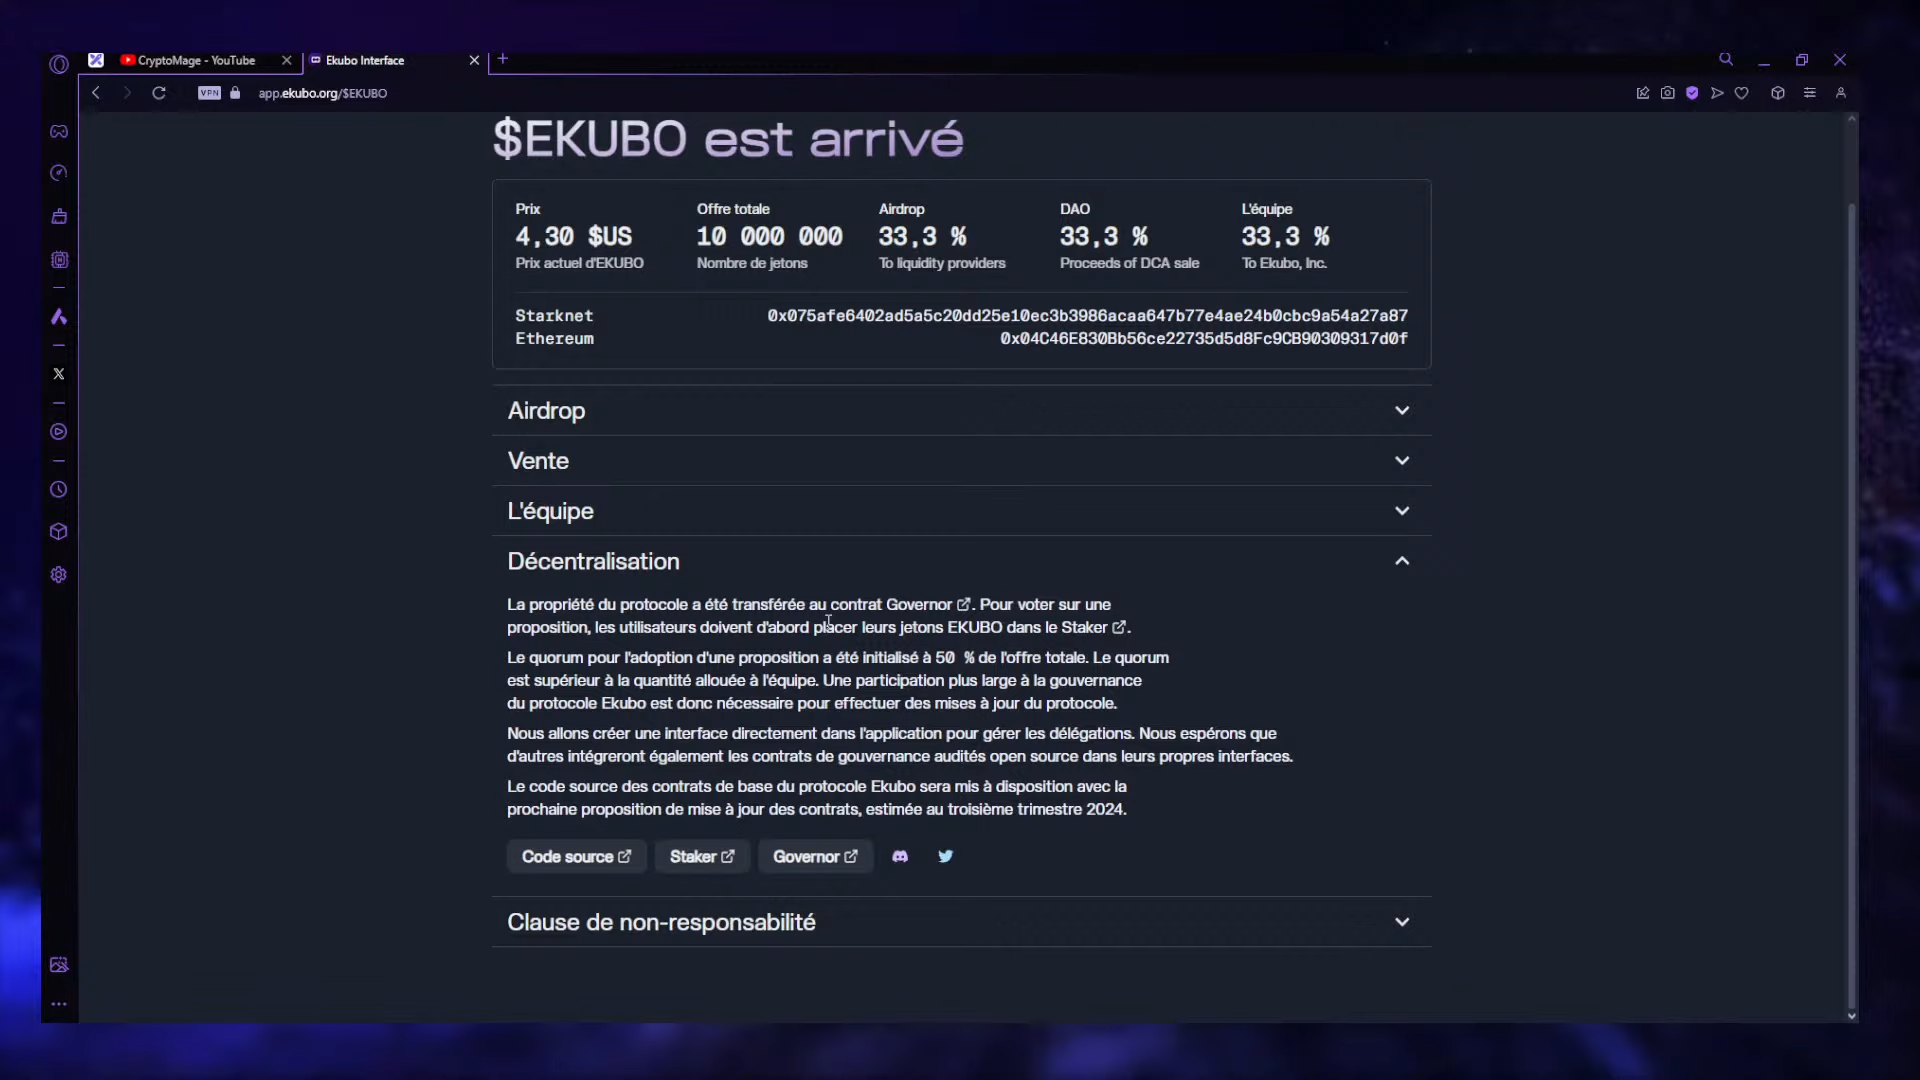 CryptoMage - YouTube
Ekubo Interface
VPN
app.ekubo.org/$EKUBO
$EKUBO est arrivé
Prix
4,30 $US
Prix actuel d'EKUBO
Offre totale
10 000 000
Nombre de jetons
Airdrop
33,3 %
To liquidity providers
DAO
33,3 %
Proceeds of DCA sale
L'équipe
33,3 %
To Ekubo, Inc.
Starknet 0x075afe6402ad5a5c20dd25e10ec3b3986acaa647b77e4ae24b0cbc9a54a27a87
Ethereum 0x04C46E830Bb56ce22735d5d8Fc9CB90309317d0f
Airdrop
Vente
L'équipe
Décentralisation
La propriété du protocole a été transférée au contrat Governor. Pour voter sur une
proposition, les utilisateurs doivent d'abord placer leurs jetons EKUBO dans le Staker.
Le quorum pour l'adoption d'une proposition a été initialisé à 50 % de l'offre totale. Le quorum
est supérieur à la quantité allouée à l'équipe. Une participation plus large à la gouvernance
du protocole Ekubo est donc nécessaire pour effectuer des mises à jour du protocole.
Nous allons créer une interface directement dans l'application pour gérer les délégations. Nous espérons que
d'autres intégreront également les contrats de gouvernance audités open source dans leurs propres interfaces.
Le code source des contrats de base du protocole Ekubo sera mis à disposition avec la
prochaine proposition de mise à jour des contrats, estimée au troisième trimestre 2024.
Code source
Staker
Governor
Clause de non-responsabilité